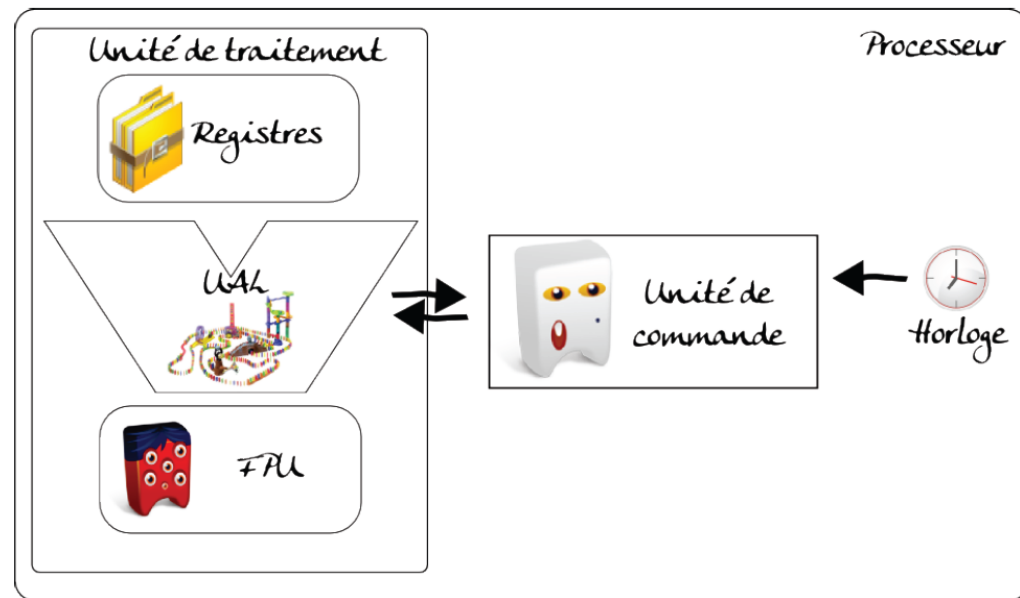 Unité de traitement
Processeur
Registres
UAL
Unité de
commande
Horloge
FPU